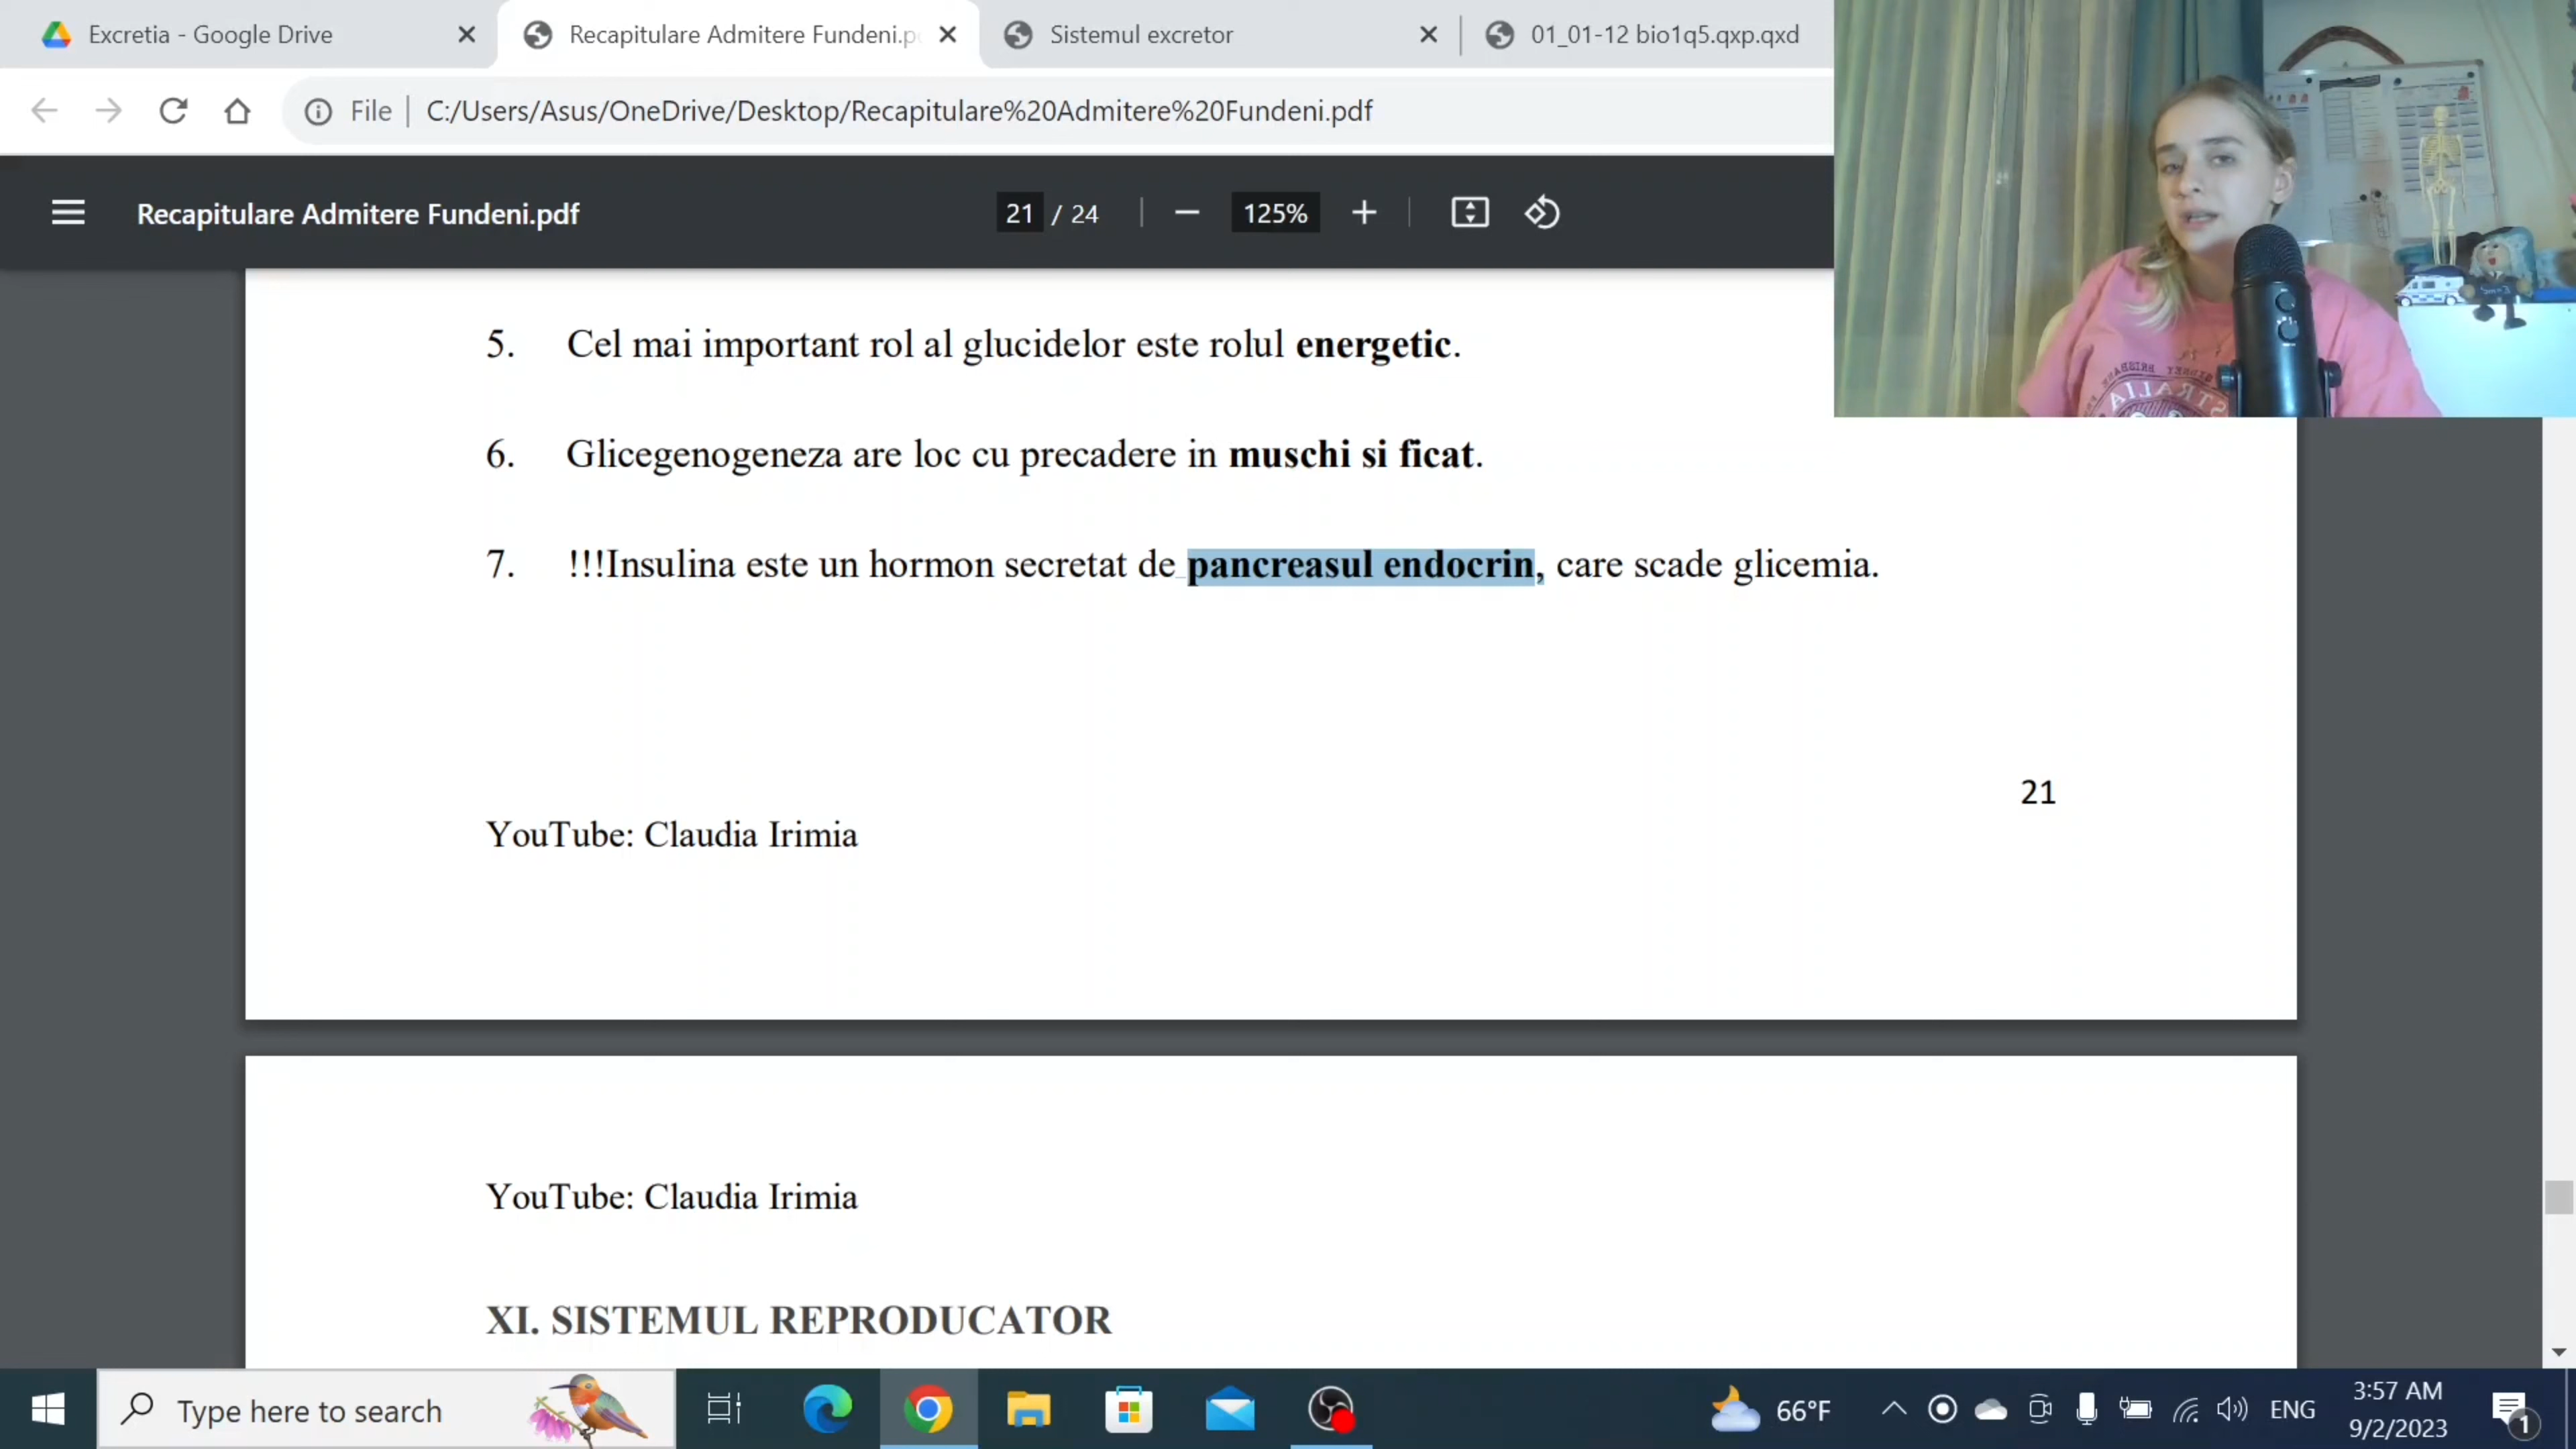 Excretia - Google Drive
Recapitulare Admitere Fundeni.p
Sistemul excretor
01_01-12 bio1q5.qxp.qxd
File
C:/Users/Asus/OneDrive/Desktop/Recapitulare%20Admitere%20Fundeni.pdf
Recapitulare Admitere Fundeni.pdf
21 / 24
125%
5. Cel mai important rol al glucidelor este rolul energetic.
6. Glicegenogeneza are loc cu precadere in muschi si ficat.
7. !!!Insulina este un hormon secretat de pancreasul endocrin, care scade glicemia.
21
YouTube: Claudia Irimia
YouTube: Claudia Irimia
XI. SISTEMUL REPRODUCATOR
Type here to search
66°F
ENG
3:57 AM
9/2/2023
1